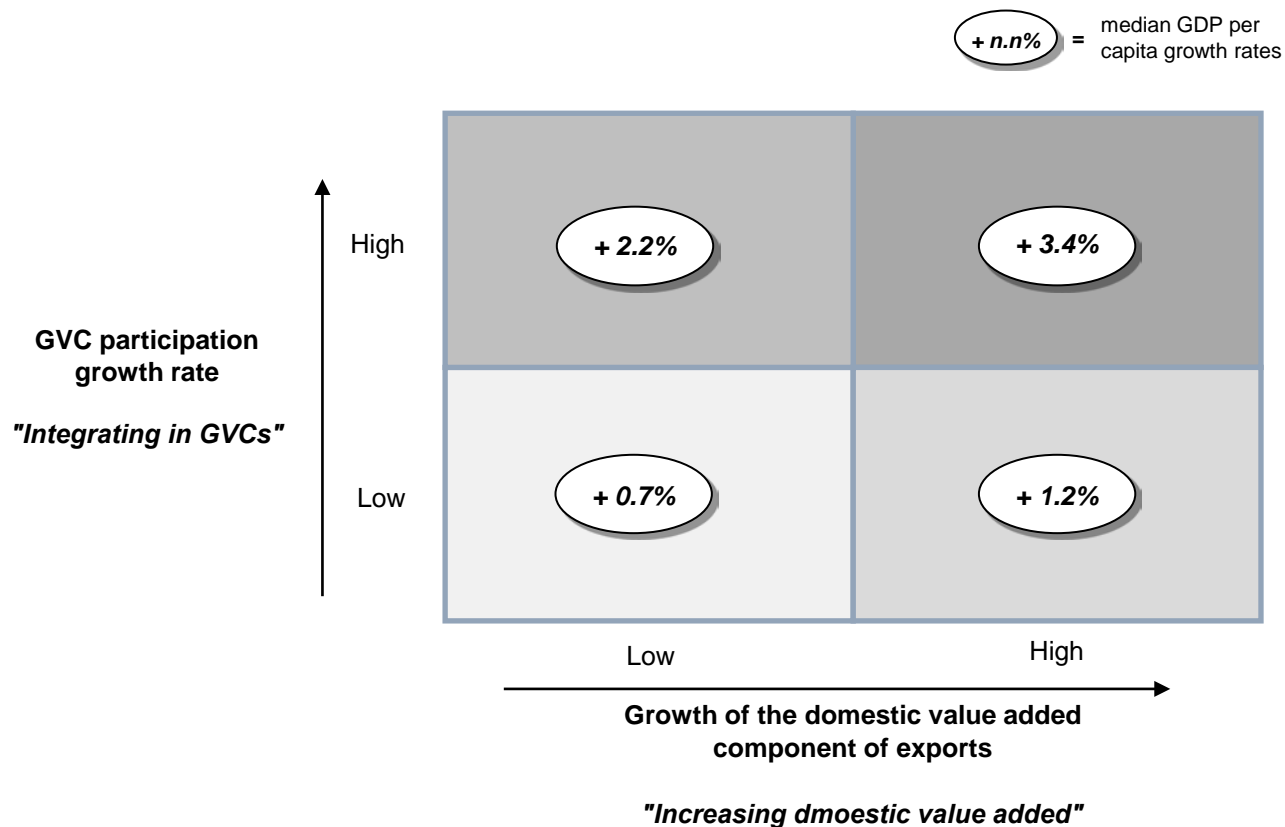 + n.n%
=
median GDP per
capita growth rates
High
+ 2.2%
+ 3.4%
GVC participation
growth rate
"Integrating in GVCs"
Low
+ 0.7%
+ 1.2%
Low
High
Growth of the domestic value added
component of exports
"Increasing dmoestic value added"